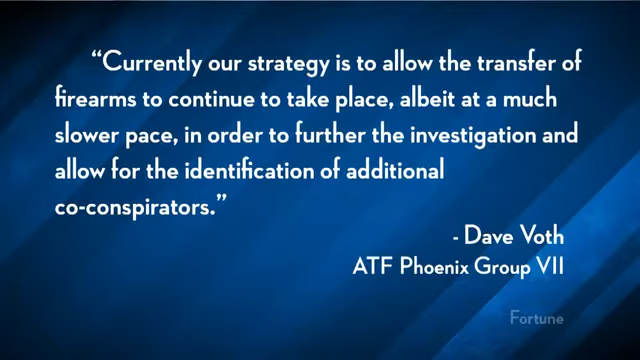 “Currently our strategy is to allow the transfer of
firearms to continue to take place, albeit at a much
slower pace, in order to further the investigation and
allow for the identification of additional
co-conspirators.”
- Dave Voth
ATF Phoenix Group VII
Fortune